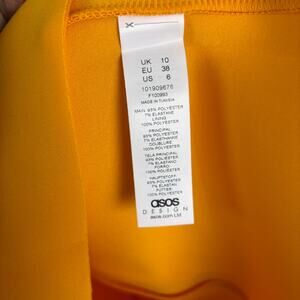 UK 10
EU 38
US 6
101909676
F100993
MADE IN TUNISIA
MAIN: 93% POLYESTER
7% ELASTANE
LINING
100% POLYESTER
PRINCIPAL
93% POLYESTER
7% ELASTHANNE
DOUBLURE
100% POLYESTER
TELA PRINCIPAL
93% POLIÉSTER
7% ELASTANO
FORRO
100% POLIÉSTER
HAUPTSTOFF
93% POLYESTER
7% ELASTAN
FUTTER
100% POLYESTER
asos
DESIGN
asos.com Ltd